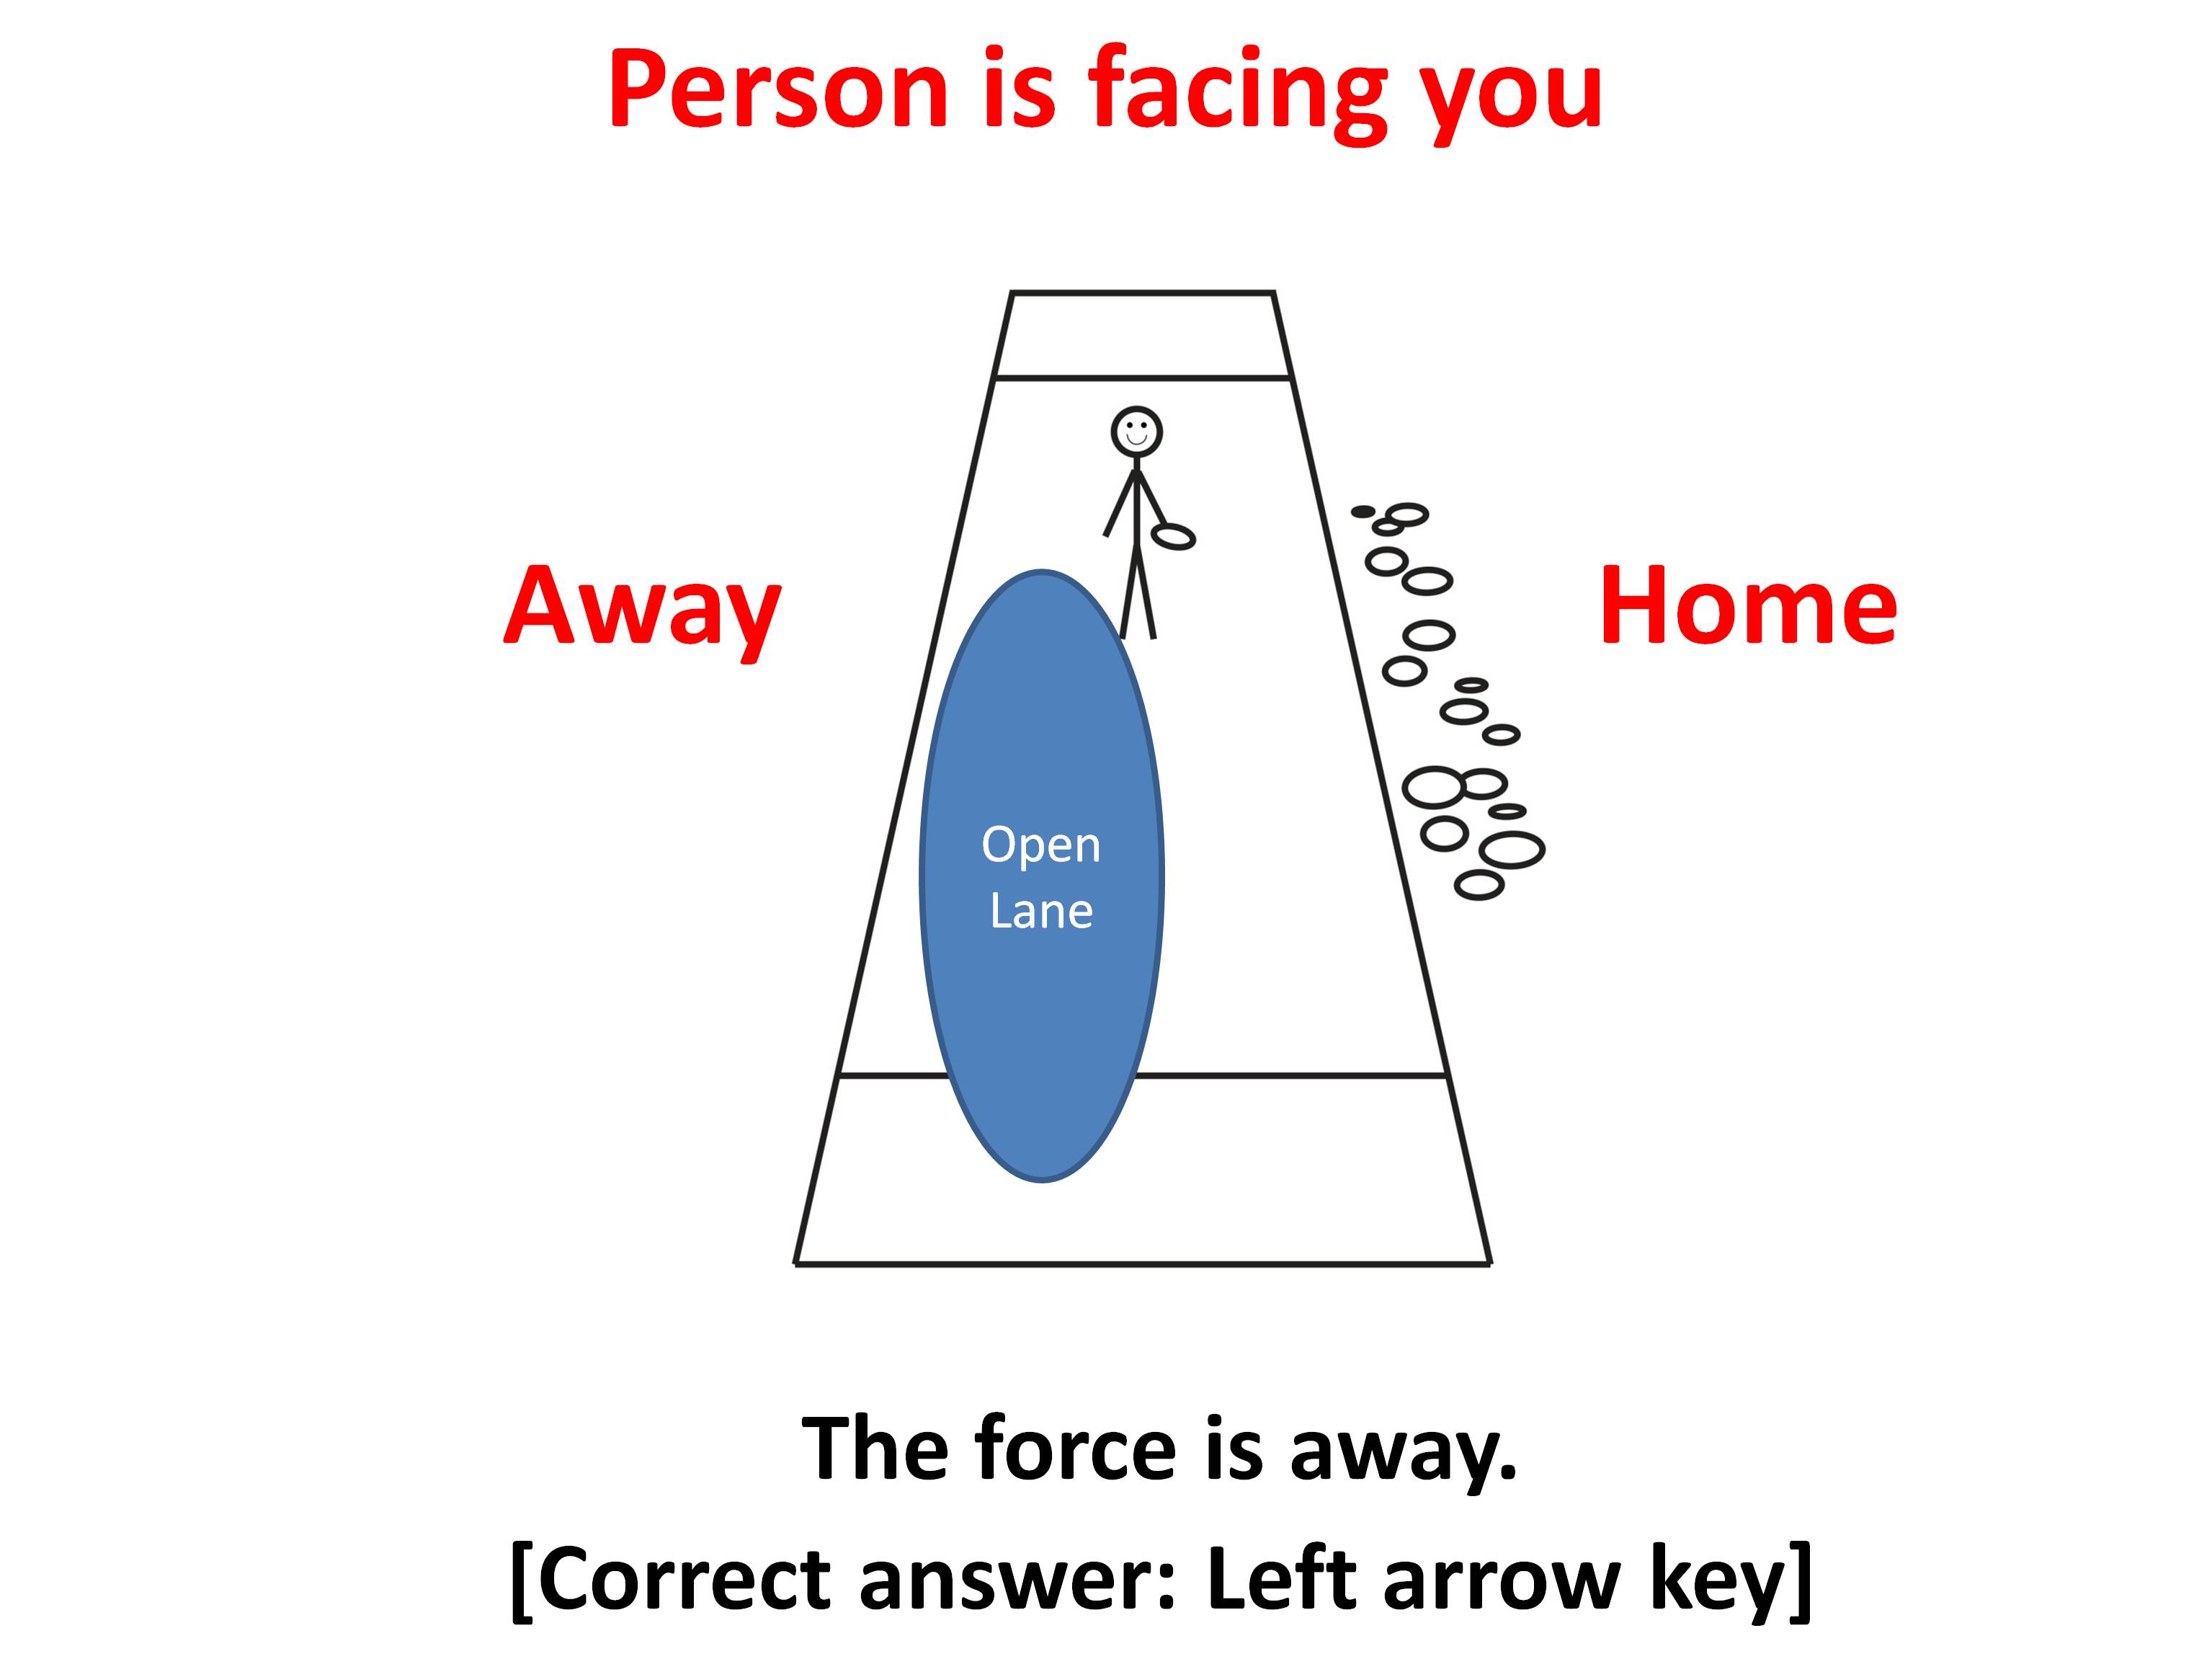 Person is facing you
Away
Home
Open
Lane
The force is away.
[Correct answer: Left arrow key]